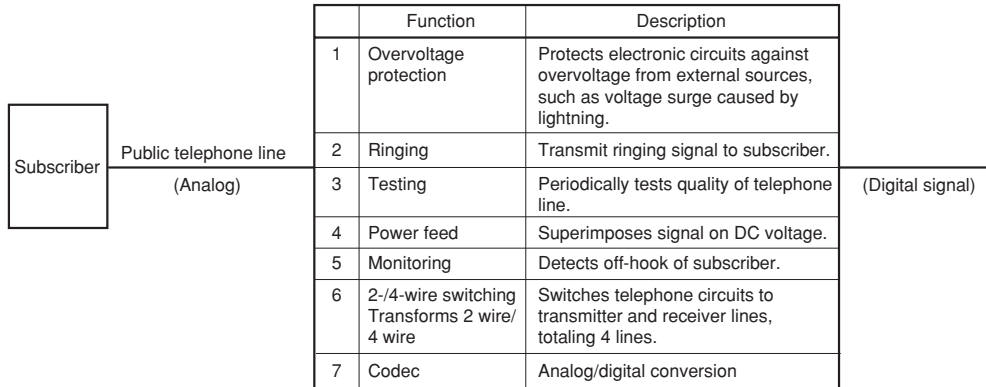 Function Description
1 Overvoltage Protects electronic circuits against
protection overvoltage from external sources,
such as voltage surge caused by
lightning.
Subscriber
Public telephone line
(Analog)
2 Ringing Transmit ringing signal to subscriber.
3 Testing Periodically tests quality of telephone
line.
(Digital signal)
4 Power feed Superimposes signal on DC voltage.
5 Monitoring Detects off-hook of subscriber.
6 2-/4-wire switching Switches telephone circuits to
Transforms 2 wire/ transmitter and receiver lines,
4 wire totaling 4 lines.
7 Codec Analog/digital conversion